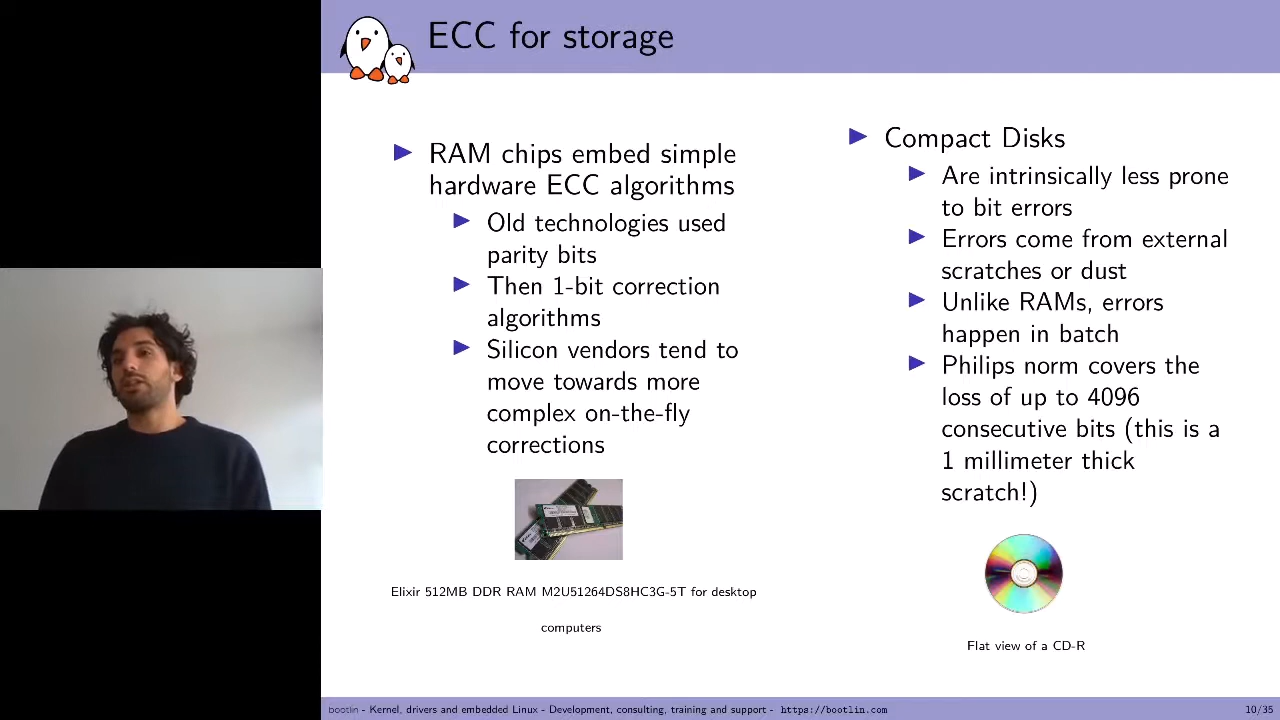 ECC for storage
RAM chips embed simple
hardware ECC algorithms
Old technologies used
parity bits
Then 1-bit correction
algorithms
Silicon vendors tend to
move towards more
complex on-the-fly
corrections
Elixir 512MB DDR RAM M2U51264DS8HC3G-5T for desktop
computers
Compact Disks
Are intrinsically less prone
to bit errors
Errors come from external
scratches or dust
Unlike RAMs, errors
happen in batch
Philips norm covers the
loss of up to 4096
consecutive bits (this is a
1 millimeter thick
scratch!)
Flat view of a CD-R
bootlin - Kernel, drivers and embedded Linux - Development, consulting, training and support - https://bootlin.com
10/35